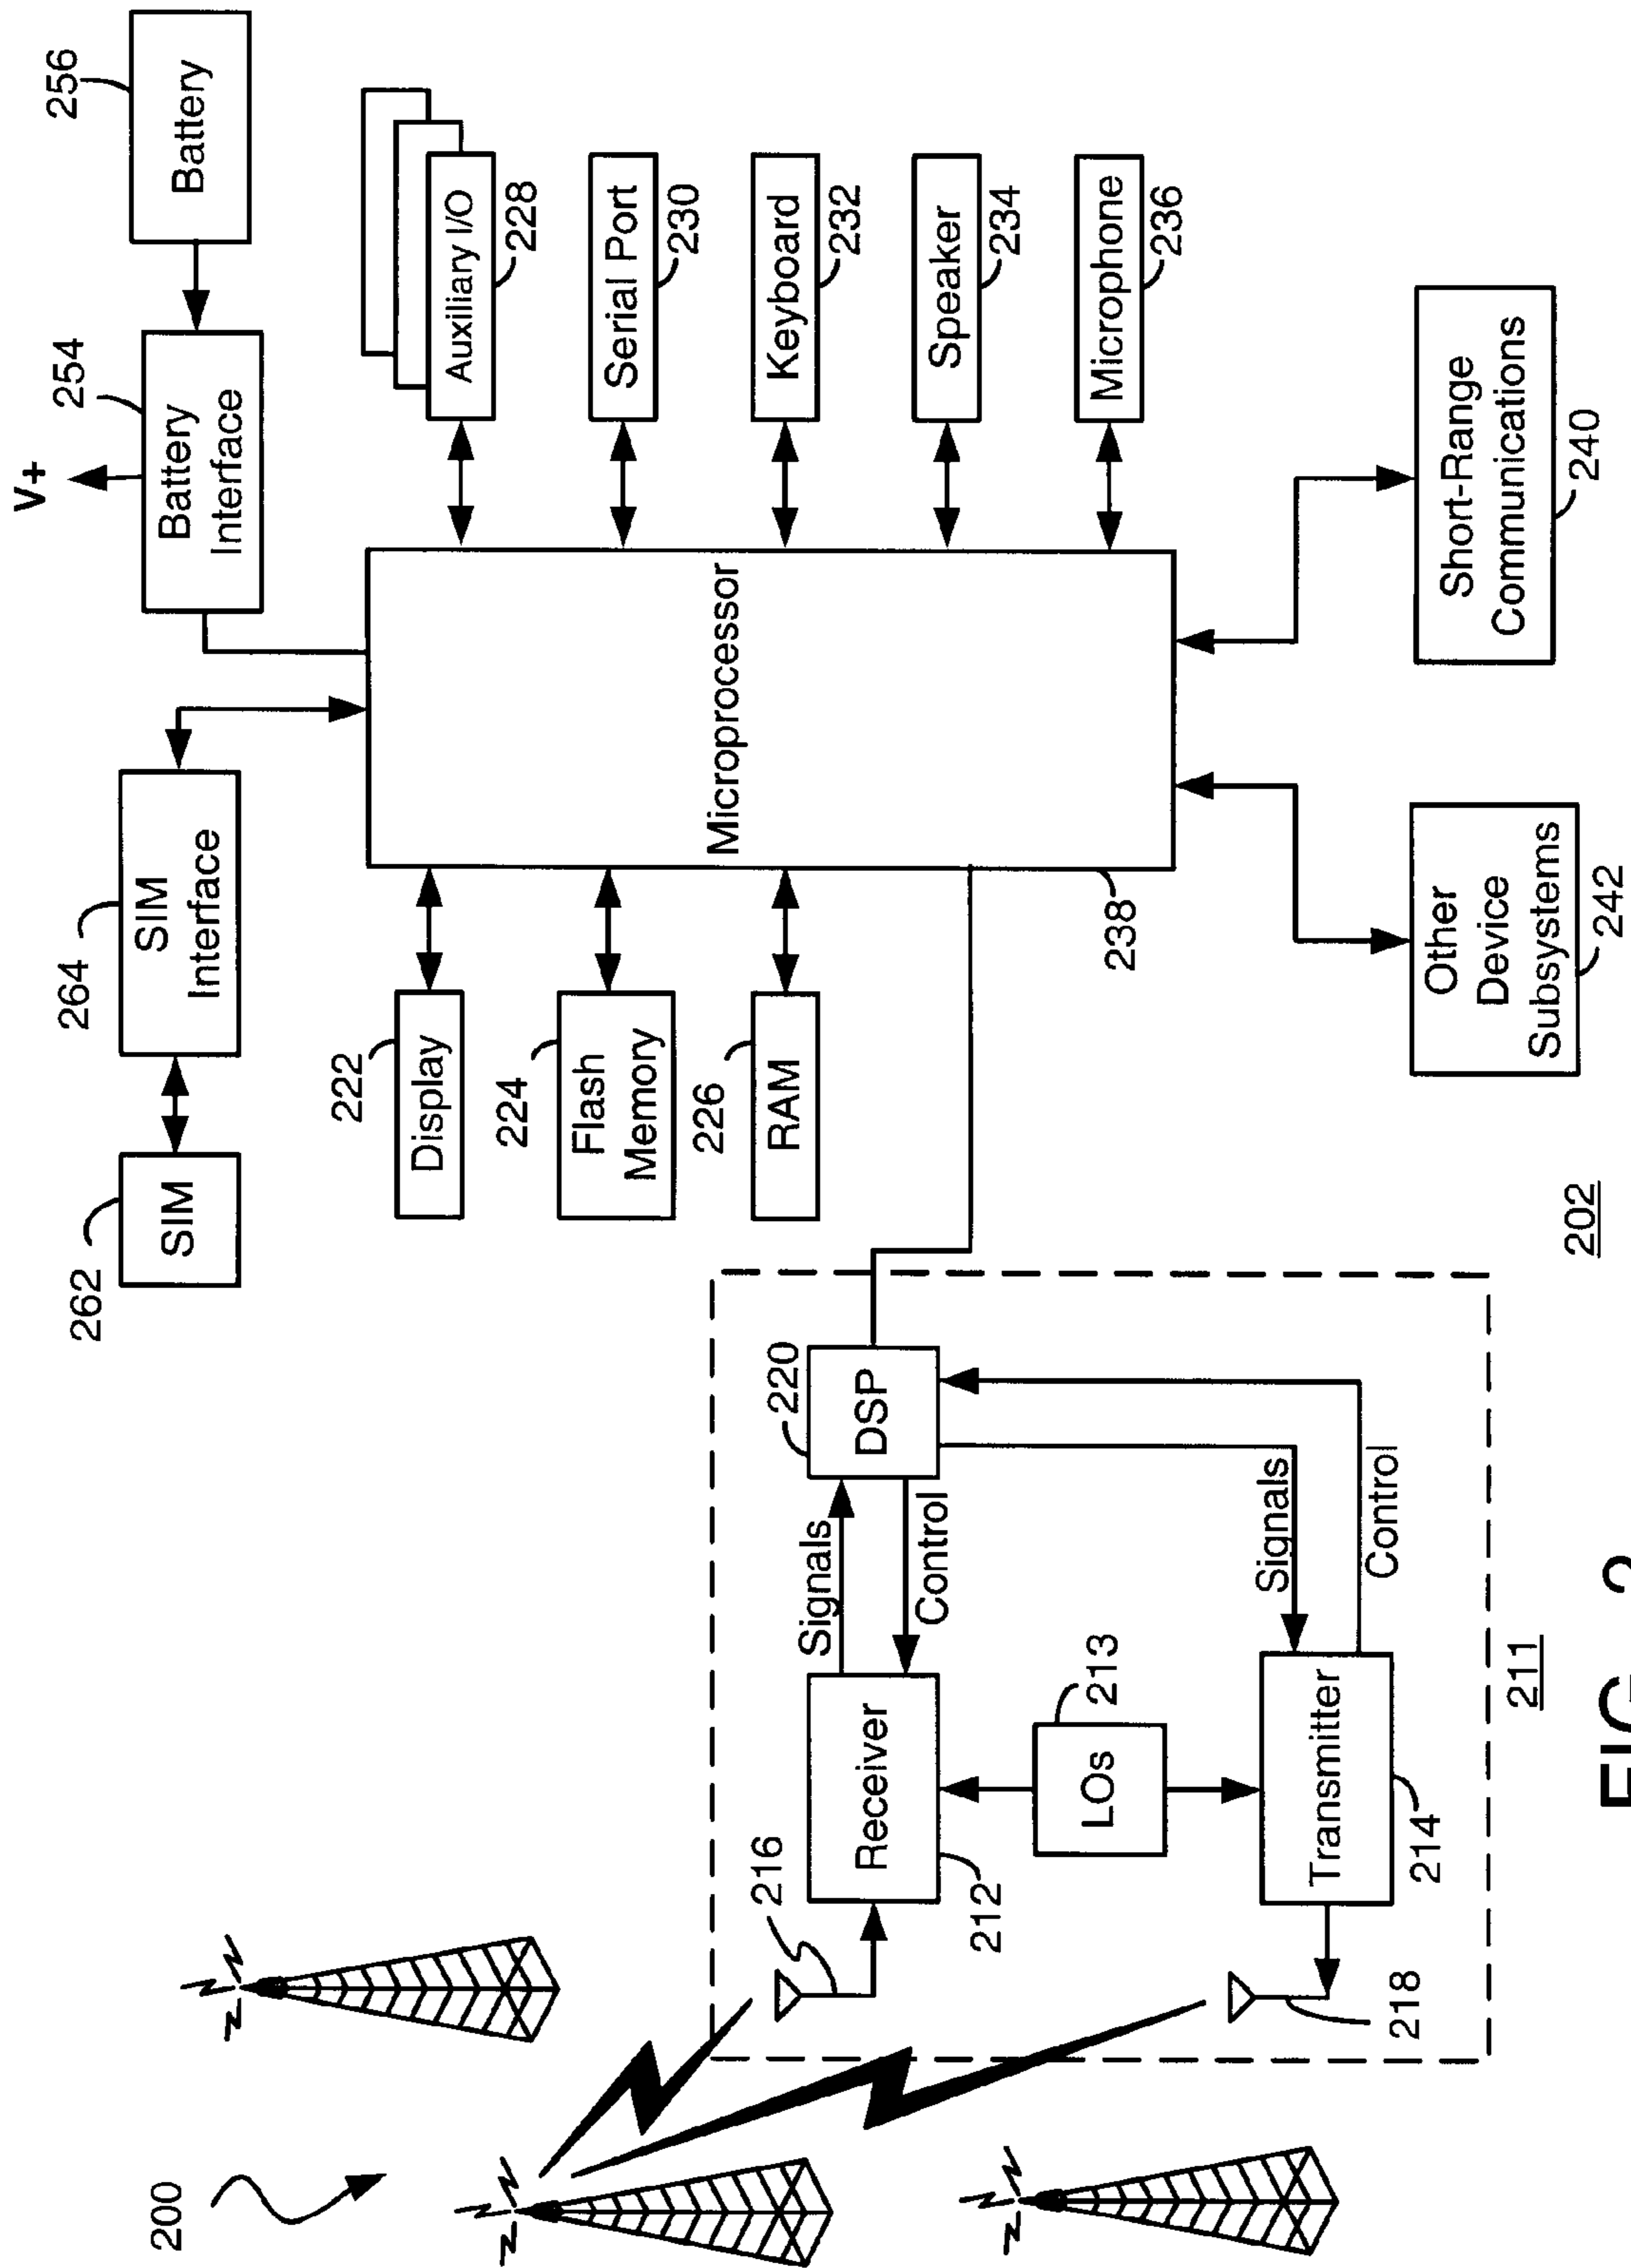 200
262
SIM
264
SIM
Interface
V+
254
Battery
Interface
256
Battery
222
Display
224
Flash
Memory
226
RAM
Microprocessor
238
Auxiliary I/O
228
Serial Port
230
Keyboard
232
Speaker
234
Microphone
236
216
Receiver
212
Signals
Control
220
DSP
LOs
213
Signals
Control
Transmitter
214
218
211
202
Other
Device
Subsystems
242
Short-Range
Communications
240